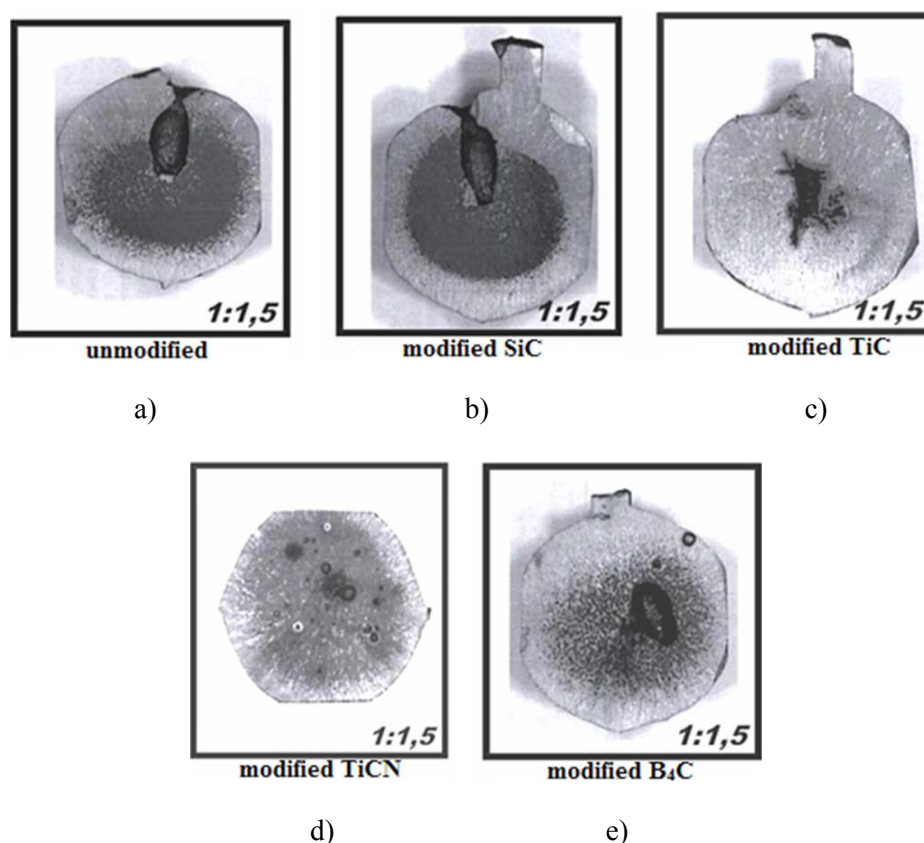 1:1,5
1:1,5
1:1,5
unmodified
modified SiC
modified TiC
a)
b)
c)
1:1,5
1:1,5
modified TiCN
modified B₄C
d)
e)